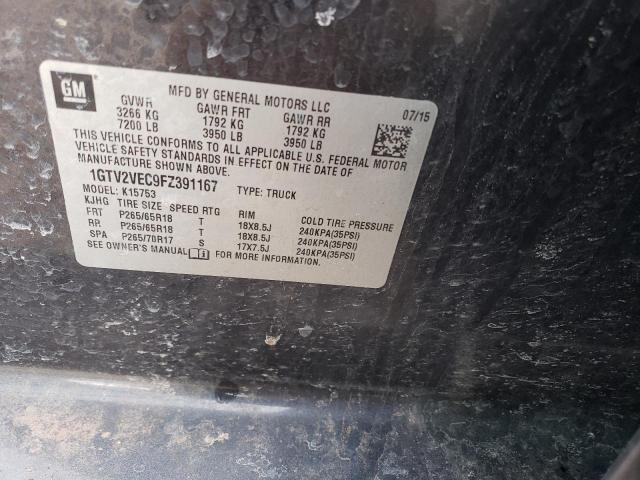 GM
MFD BY GENERAL MOTORS LLC
07/15
GVWR GAWR FRT GAWR RR
3266 KG 1792 KG 1792 KG
7200 LB 3950 LB 3950 LB
THIS VEHICLE CONFORMS TO ALL APPLICABLE U.S. FEDERAL MOTOR
VEHICLE SAFETY STANDARDS IN EFFECT ON THE DATE OF
MANUFACTURE SHOWN ABOVE.
1GTV2VEC9FZ391167 TYPE: TRUCK
MODEL: K15753
KJHG TIRE SIZE SPEED RTG RIM COLD TIRE PRESSURE
FRT P265/65R18 T 18X8.5J 240KPA(35PSI)
RR P265/65R18 T 18X8.5J 240KPA(35PSI)
SPA P265/70R17 S 17X7.5J 240KPA(35PSI)
SEE OWNER'S MANUAL FOR MORE INFORMATION.